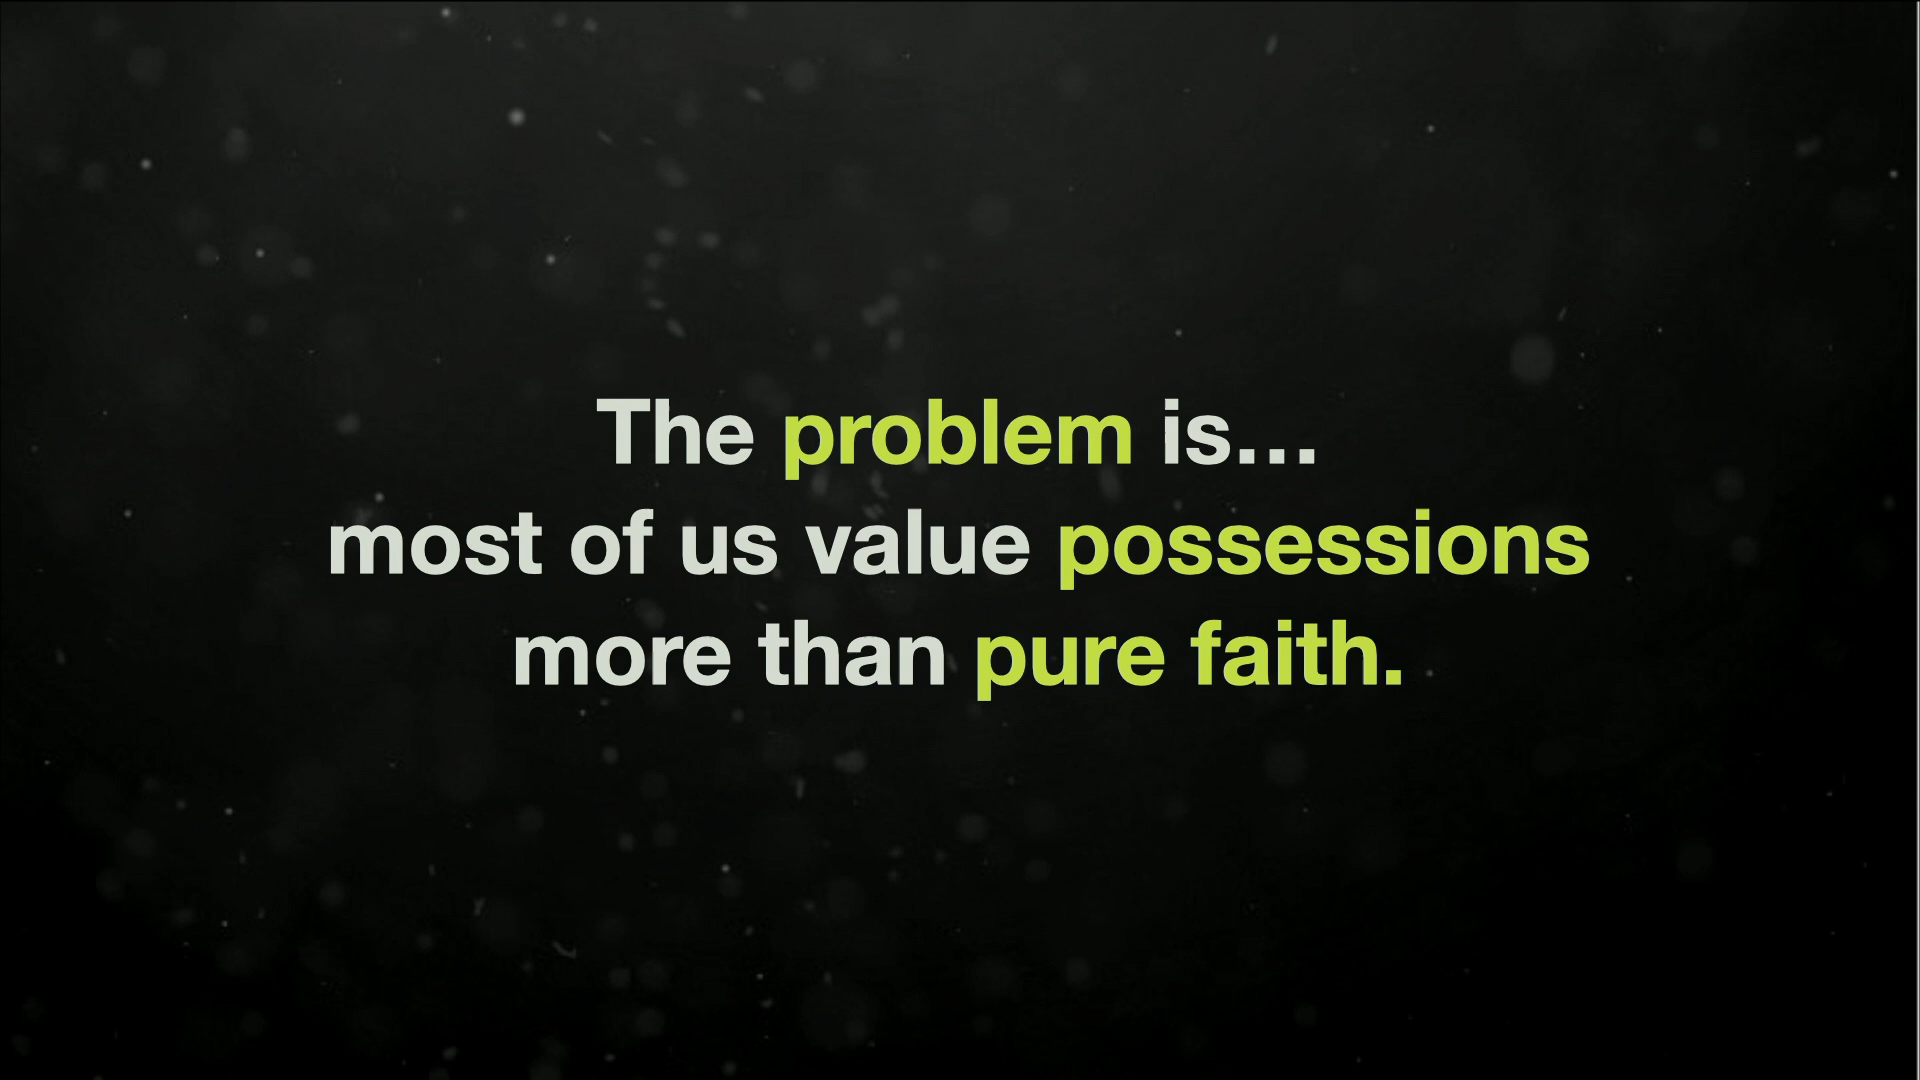 The problem is...
most of us value possessions
more than pure faith.